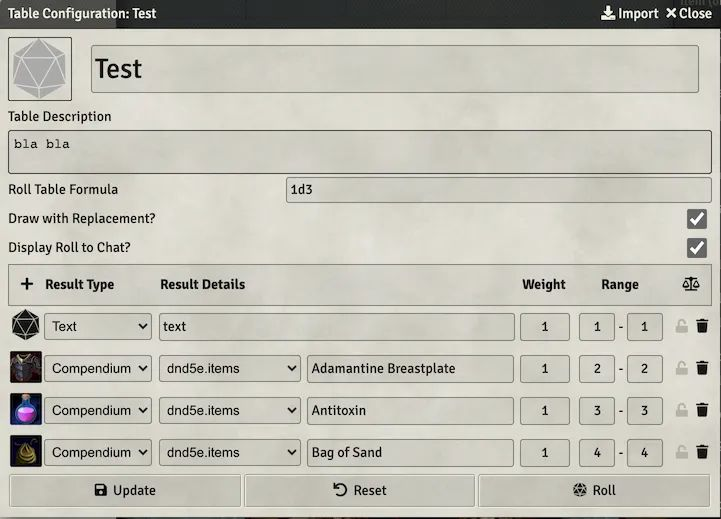 Table Configuration: Test Import Close
Test
Table Description
bla bla
Roll Table Formula 1d3
Draw with Replacement?
Display Roll to Chat?
+ Result Type Result Details Weight Range
Text text 1 1 - 1
Compendium dnd5e.items Adamantine Breastplate 1 2 - 2
Compendium dnd5e.items Antitoxin 1 3 - 3
Compendium dnd5e.items Bag of Sand 1 4 - 4
Update Reset Roll